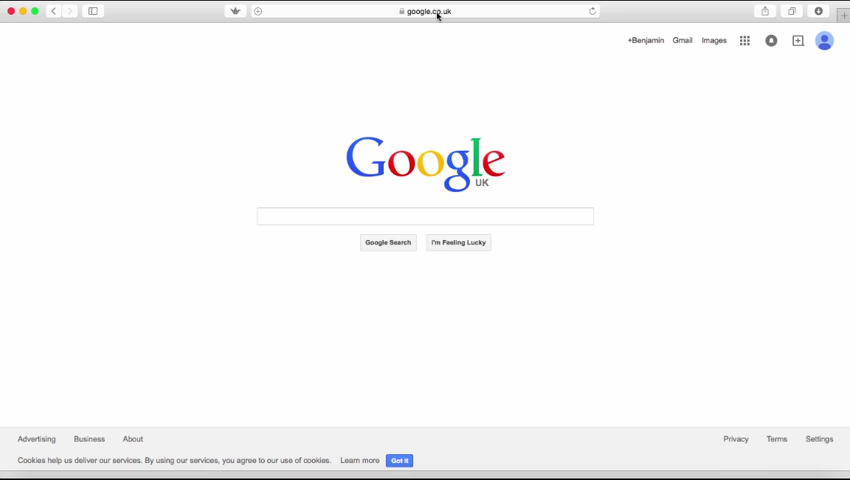 google.co.uk
+Benjamin Gmail Images
Google
UK
Google Search I'm Feeling Lucky
Advertising Business About Privacy Terms Settings
Cookies help us deliver our services. By using our services, you agree to our use of cookies. Learn more Got it